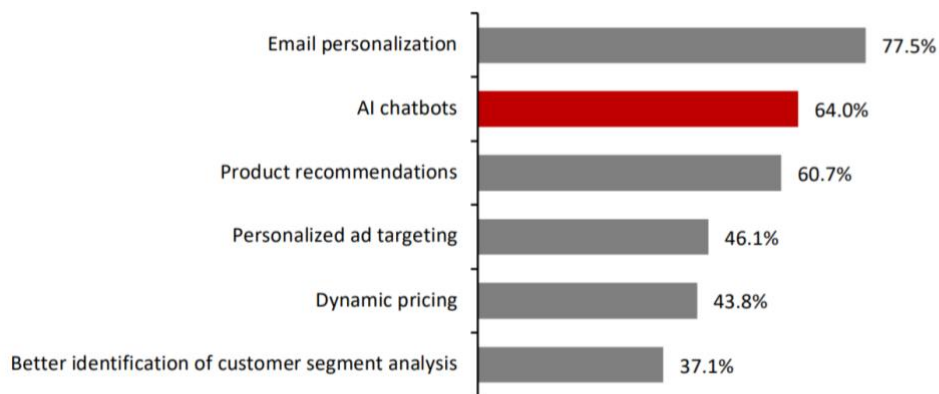 Email personalization 77.5%
AI chatbots 64.0%
Product recommendations 60.7%
Personalized ad targeting 46.1%
Dynamic pricing 43.8%
Better identification of customer segment analysis 37.1%